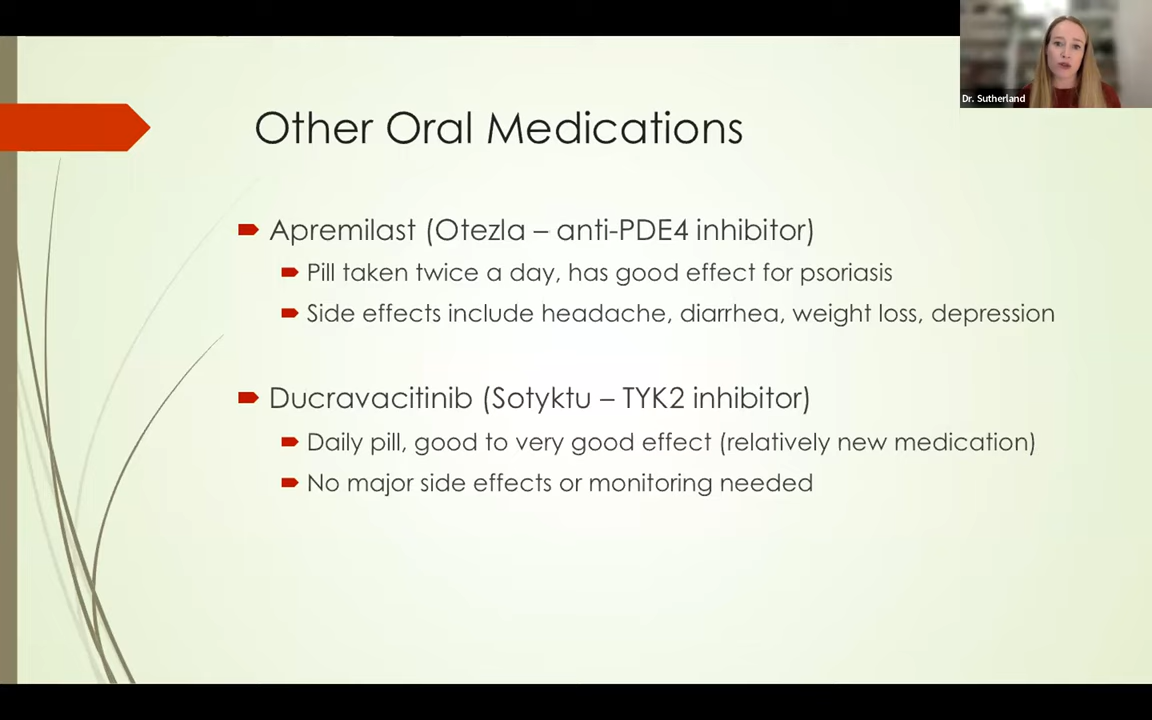 Dr. Sutherland
Other Oral Medications
Apremilast (Otezla – anti-PDE4 inhibitor)
Pill taken twice a day, has good effect for psoriasis
Side effects include headache, diarrhea, weight loss, depression
Ducravacitinib (Sotyktu – TYK2 inhibitor)
Daily pill, good to very good effect (relatively new medication)
No major side effects or monitoring needed